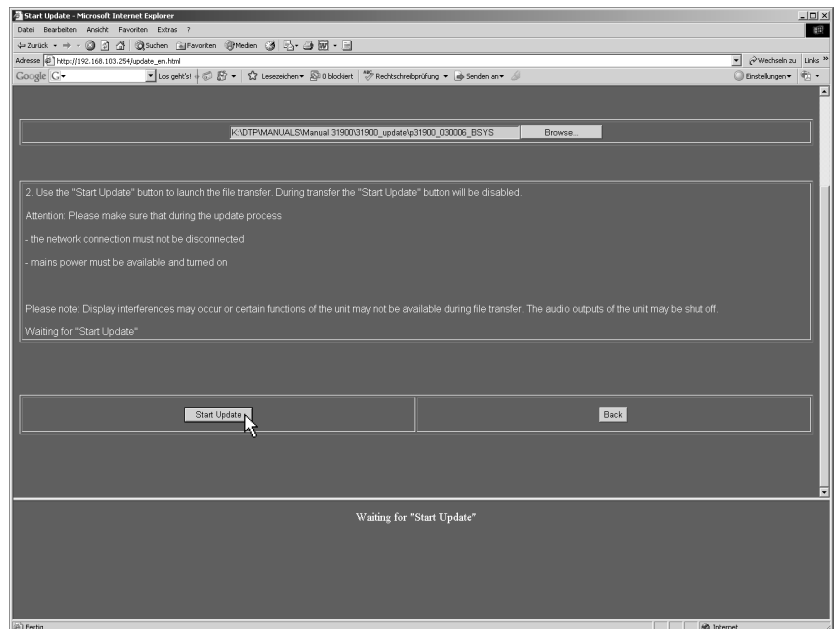 Start Update - Microsoft Internet Explorer
Datei Bearbeiten Ansicht Favoriten Extras ?
Zurück Suchen Favoriten Medien
Adresse http://192.168.103.254/update_en.html Wechseln zu Links »
Google G Los geht's! Lesezeichen 0 blockiert Rechtschreibprüfung Senden an Einstellungen
K:\DTP\MANUALS\Manual 31900\31900_update\p31900_030006_BSYS Browse...
2. Use the "Start Update" button to launch the file transfer. During transfer the "Start Update" button will be disabled.
Attention: Please make sure that during the update process
- the network connection must not be disconnected
- mains power must be available and turned on
Please note: Display interferences may occur or certain functions of the unit may not be available during file transfer. The audio outputs of the unit may be shut off.
Waiting for "Start Update"
Start Update Back
Waiting for "Start Update"
Fertig Internet